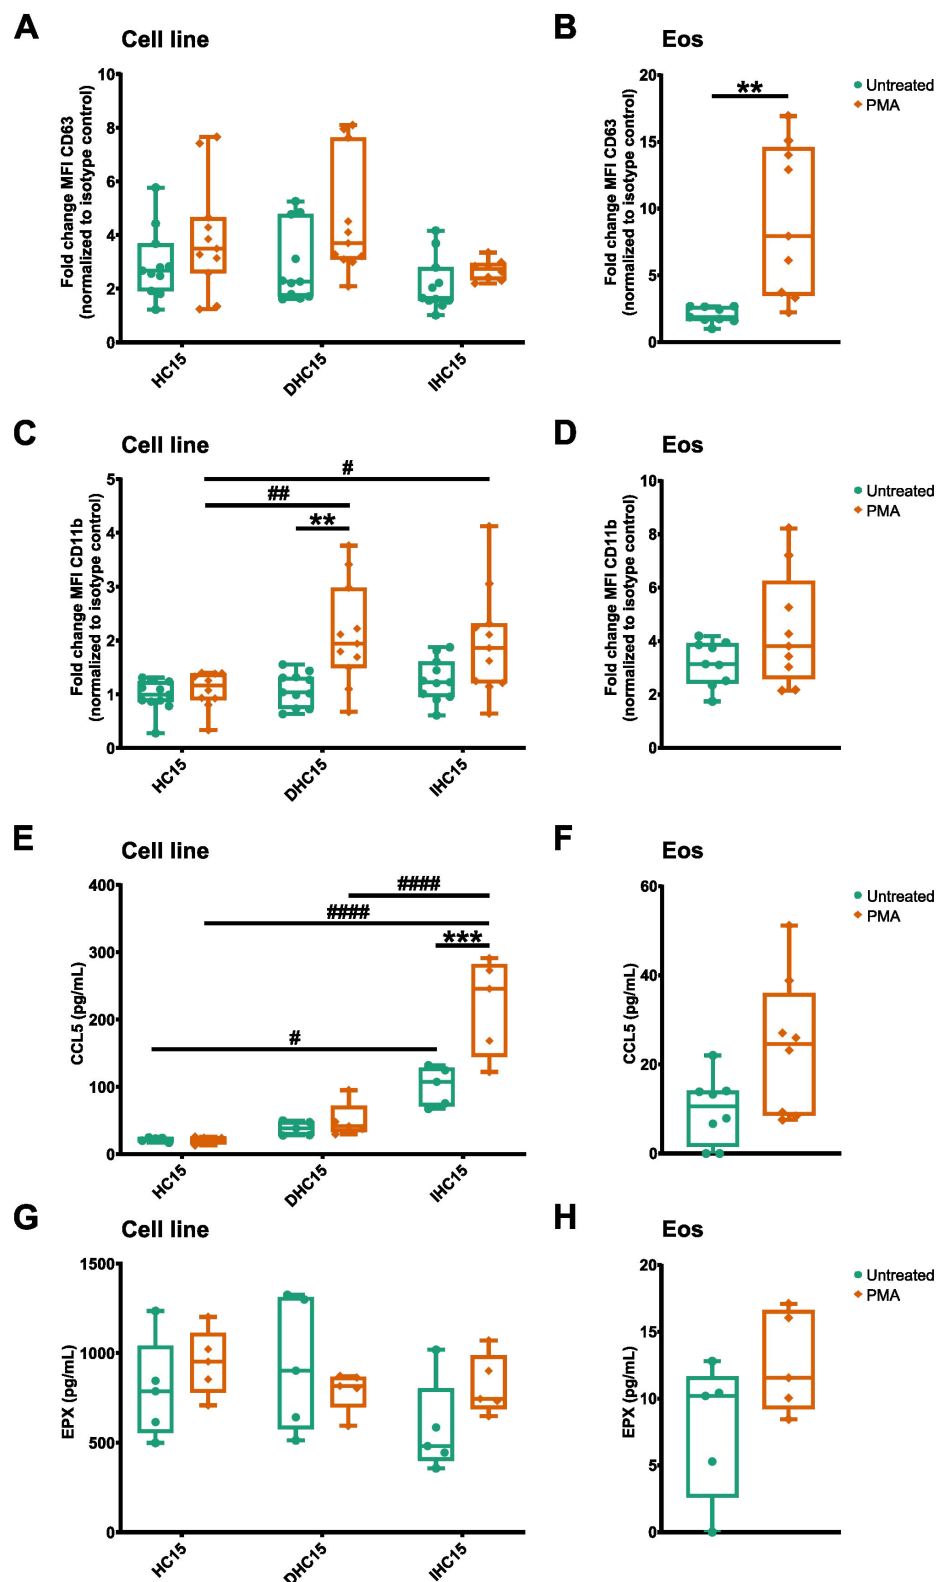 A
Cell line
Fold change MFI CD63
(normalized to isotype control)
10
8
6
4
2
0
HC15
DHC15
IHC15
B
Eos
Fold change MFI CD63
(normalized to isotype control)
20
15
10
5
0
**
Untreated
PMA
C
Cell line
Fold change MFI CD11b
(normalized to isotype control)
5
4
3
2
1
0
#
##
**
HC15
DHC15
IHC15
D
Eos
Fold change MFI CD11b
(normalized to isotype control)
10
8
6
4
2
0
Untreated
PMA
E
Cell line
CCL5 (pg/mL)
400
300
200
100
0
####
####
***
#
HC15
DHC15
IHC15
F
Eos
CCL5 (pg/mL)
60
40
20
0
Untreated
PMA
G
Cell line
EPX (pg/mL)
1500
1000
500
0
HC15
DHC15
IHC15
H
Eos
EPX (pg/mL)
20
15
10
5
0
Untreated
PMA